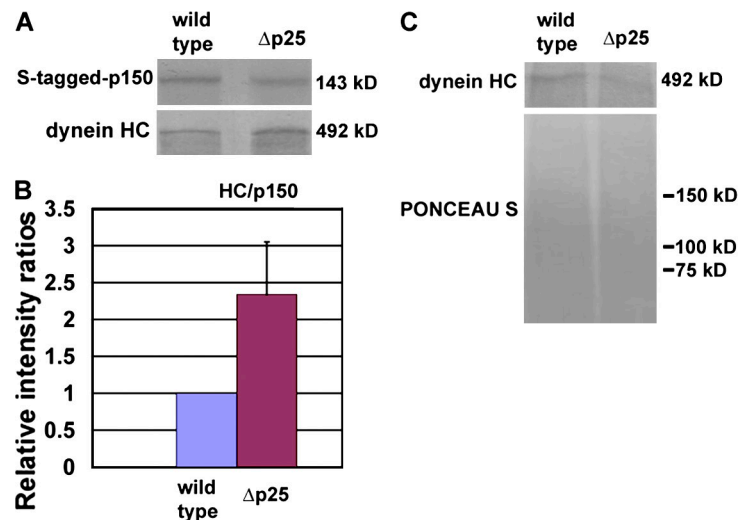 A
wild
type
Δp25
S-tagged-p150
143 kD
dynein HC
492 kD
B
HC/p150
Relative intensity ratios
3.5
3
2.5
2
1.5
1
0.5
0
wild
type
Δp25
C
wild
type
Δp25
dynein HC
492 kD
PONCEAU S
150 kD
100 kD
75 kD